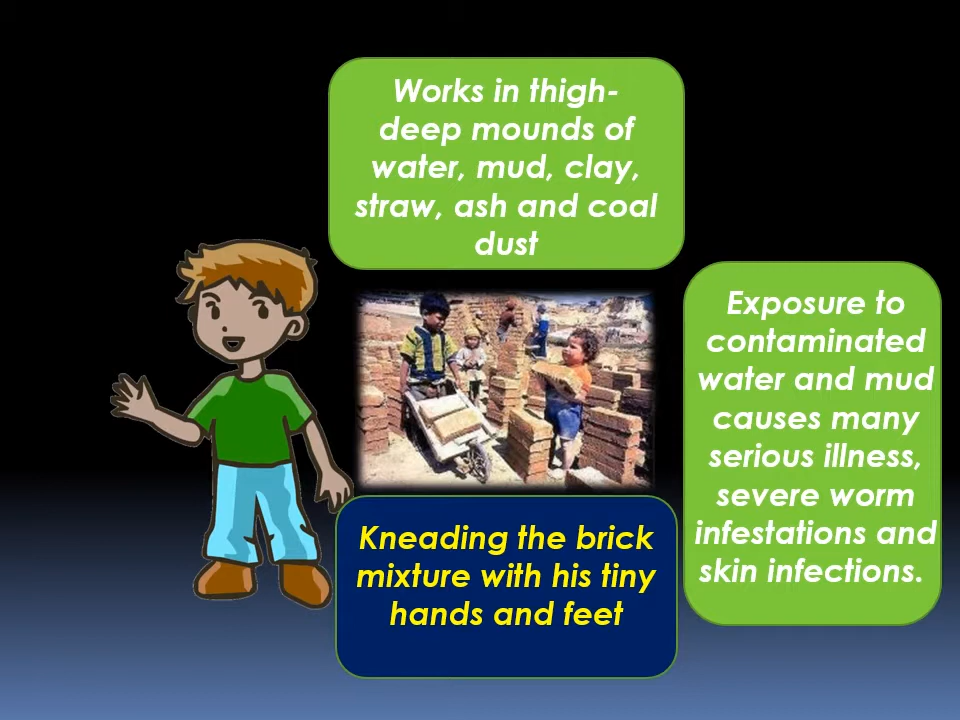 Works in thigh-
deep mounds of
water, mud, clay,
straw, ash and coal
dust
Exposure to
contaminated
water and mud
causes many
serious illness,
severe worm
infestations and
skin infections.
Kneading the brick
mixture with his tiny
hands and feet